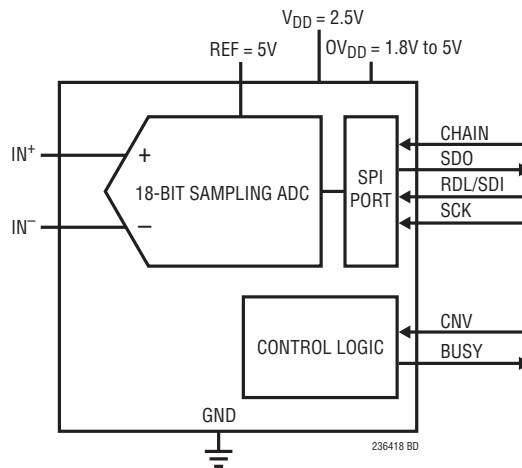 V_DD = 2.5V
REF = 5V
OV_DD = 1.8V to 5V
IN⁺
+
IN⁻
−
18-BIT SAMPLING ADC
SPI
PORT
CHAIN
SDO
RDL/SDI
SCK
CONTROL LOGIC
CNV
BUSY
GND
236418 BD